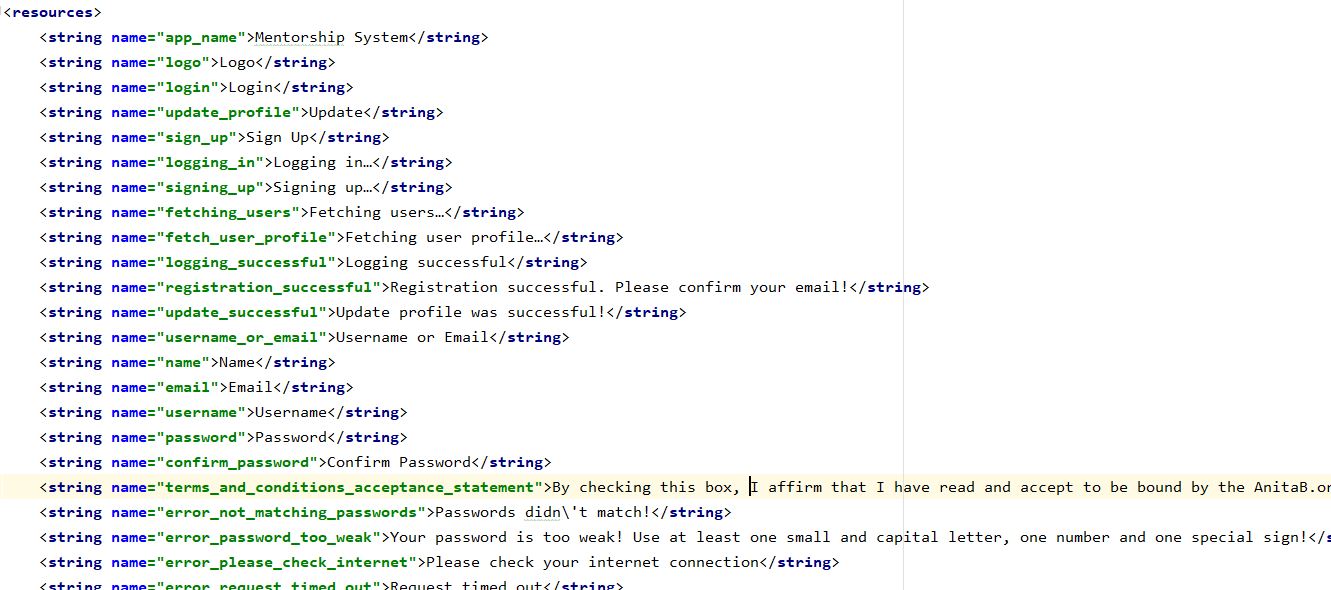 <resources>
<string name="app_name">Mentorship System</string>
<string name="logo">Logo</string>
<string name="login">Login</string>
<string name="update_profile">Update</string>
<string name="sign_up">Sign Up</string>
<string name="logging_in">Logging in…</string>
<string name="signing_up">Signing up…</string>
<string name="fetching_users">Fetching users…</string>
<string name="fetch_user_profile">Fetching user profile…</string>
<string name="logging_successful">Logging successful</string>
<string name="registration_successful">Registration successful. Please confirm your email!</string>
<string name="update_successful">Update profile was successful!</string>
<string name="username_or_email">Username or Email</string>
<string name="name">Name</string>
<string name="email">Email</string>
<string name="username">Username</string>
<string name="password">Password</string>
<string name="confirm_password">Confirm Password</string>
<string name="terms_and_conditions_acceptance_statement">By checking this box, I affirm that I have read and accept to be bound by the AnitaB.or
<string name="error_not_matching_passwords">Passwords didn\'t match!</string>
<string name="error_password_too_weak">Your password is too weak! Use at least one small and capital letter, one number and one special sign!</s
<string name="error_please_check_internet">Please check your internet connection</string>
<string name="error_request_timed_out">Request timed out</string>